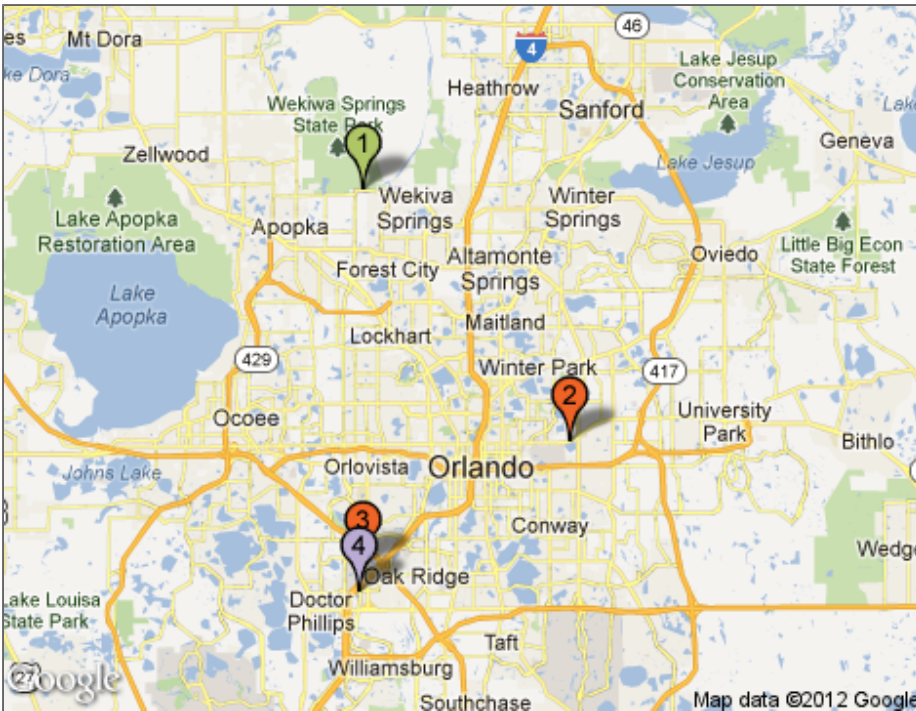 es
Mt Dora
ke Dora
46
4
Lake Jesup
Conservation
Area
Heathrow
Sanford
Wekiwa Springs
State Park
1
Lake
Geneva
Zellwood
Lake Jesup
Wekiva
Springs
Winter
Springs
Lake Apopka
Restoration Area
Apopka
Altamonte
Springs
Oviedo
Little Big Econ
State Forest
Forest City
Lake
Apopka
Lockhart
Maitland
429
Winter Park
417
2
Ocoee
University
Park
Bithlo
Johns Lake
Orlovista
Orlando
3
Conway
4
Wedg
Oak Ridge
Lake Louisa
State Park
Doctor
Phillips
Taft
Williamsburg
27
Google
Southchase
Map data ©2012 Google